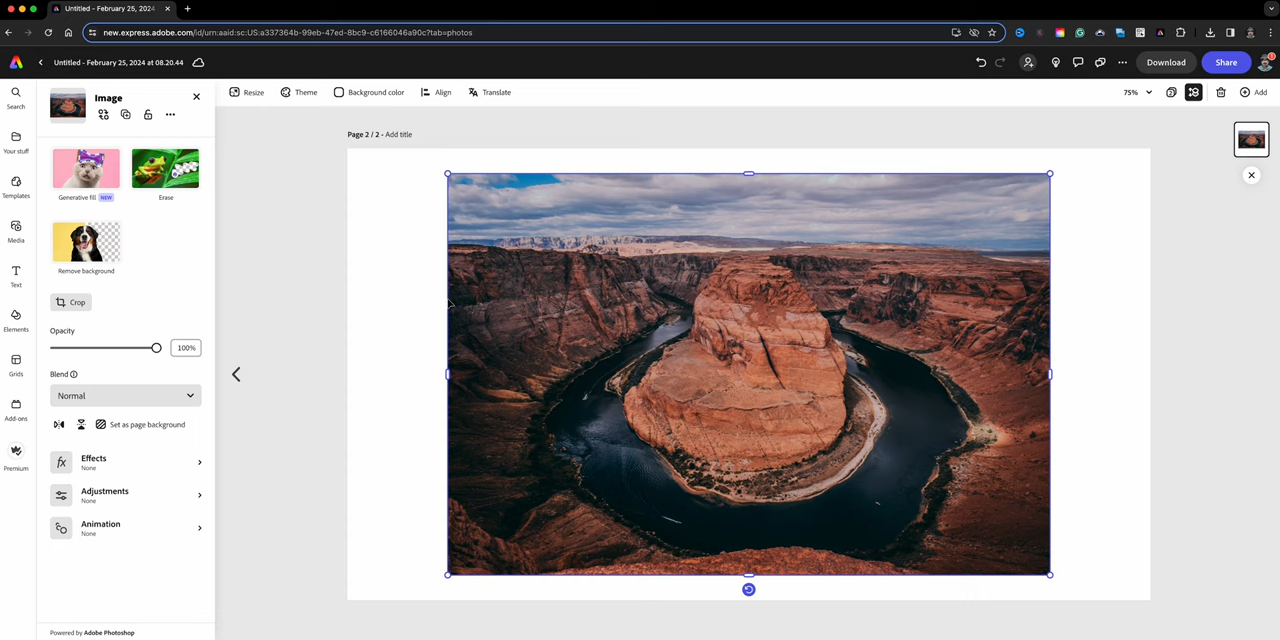 Untitled - February 25, 2024
new.express.adobe.com/id/urn:aaid:sc:US:a337364b-99eb-47ed-8bc9-c6166046a90c?tab=photos
Untitled - February 25, 2024 at 08.20.44
Download
Share
Search
Your stuff
Templates
Media
Text
Elements
Grids
Add-ons
Premium
Image
Generative fill NEW
Erase
Remove background
Crop
Opacity
100%
Blend
Normal
Set as page background
fx
Effects
None
Adjustments
None
Animation
None
Powered by Adobe Photoshop
Resize
Theme
Background color
Align
Translate
75%
Add
Page 2 / 2 - Add title